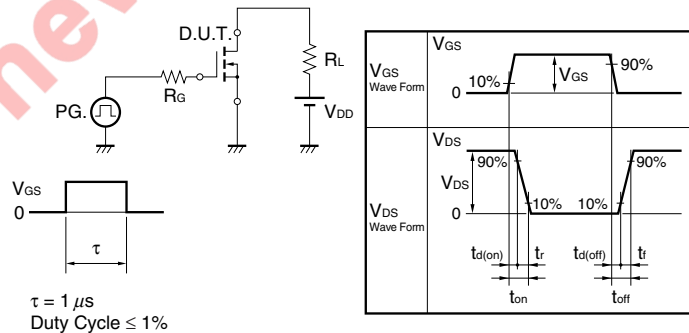 new
D.U.T.
RL
RG
PG.
VDD
VGS
0
τ
τ = 1 μs
Duty Cycle ≤ 1%
VGS
Wave Form
VGS
10%
VGS
90%
0
VDS
Wave Form
VDS
90%
VDS
10%
10%
90%
0
td(on)
tr
td(off)
tf
ton
toff